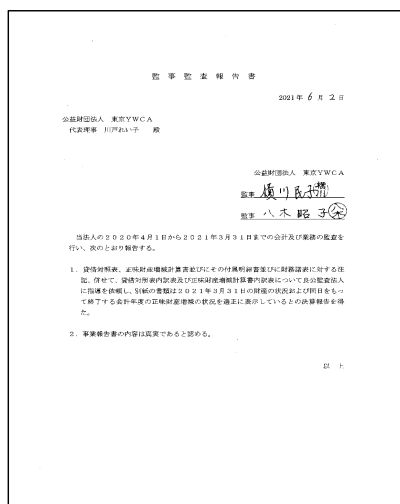 監事監査報告書
2021年6月2日
公益財団法人 東京YWCA
代表理事 川戸れい子 殿
公益財団法人 東京YWCA
監事 横川民子
監事 八木昭子
当法人の2020年4月1日から2021年3月31日までの会計及び業務の監査を
行い、次のとおり報告する。
1.貸借対照表、正味財産増減計算書並びにその付属明細書並びに財務諸表に対する注
記、併せて、貸借対照表内訳表及び正味財産増減計算書内訳表について良公監査法人
に指導を依頼し、別紙の書類は2021年3月31日の財産の状況および同日をもっ
て終了する会計年度の正味財産増減の状況を適正に表示しているとの決算報告を得
た。
2.事業報告書の内容は真実であると認める。
以上